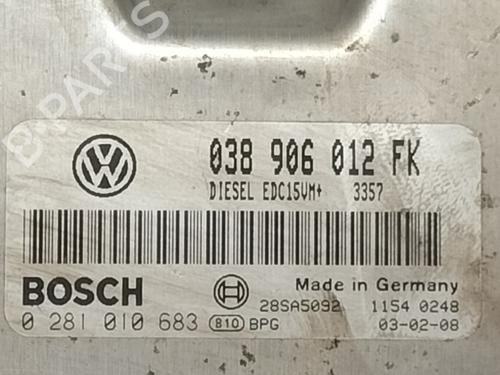 B-PARTS
038 906 012 FK
DIESEL EDC15VM+ 3357
BOSCH
Made in Germany
28SA5092 1154 0248
0 281 010 683 810 BPG 03-02-08